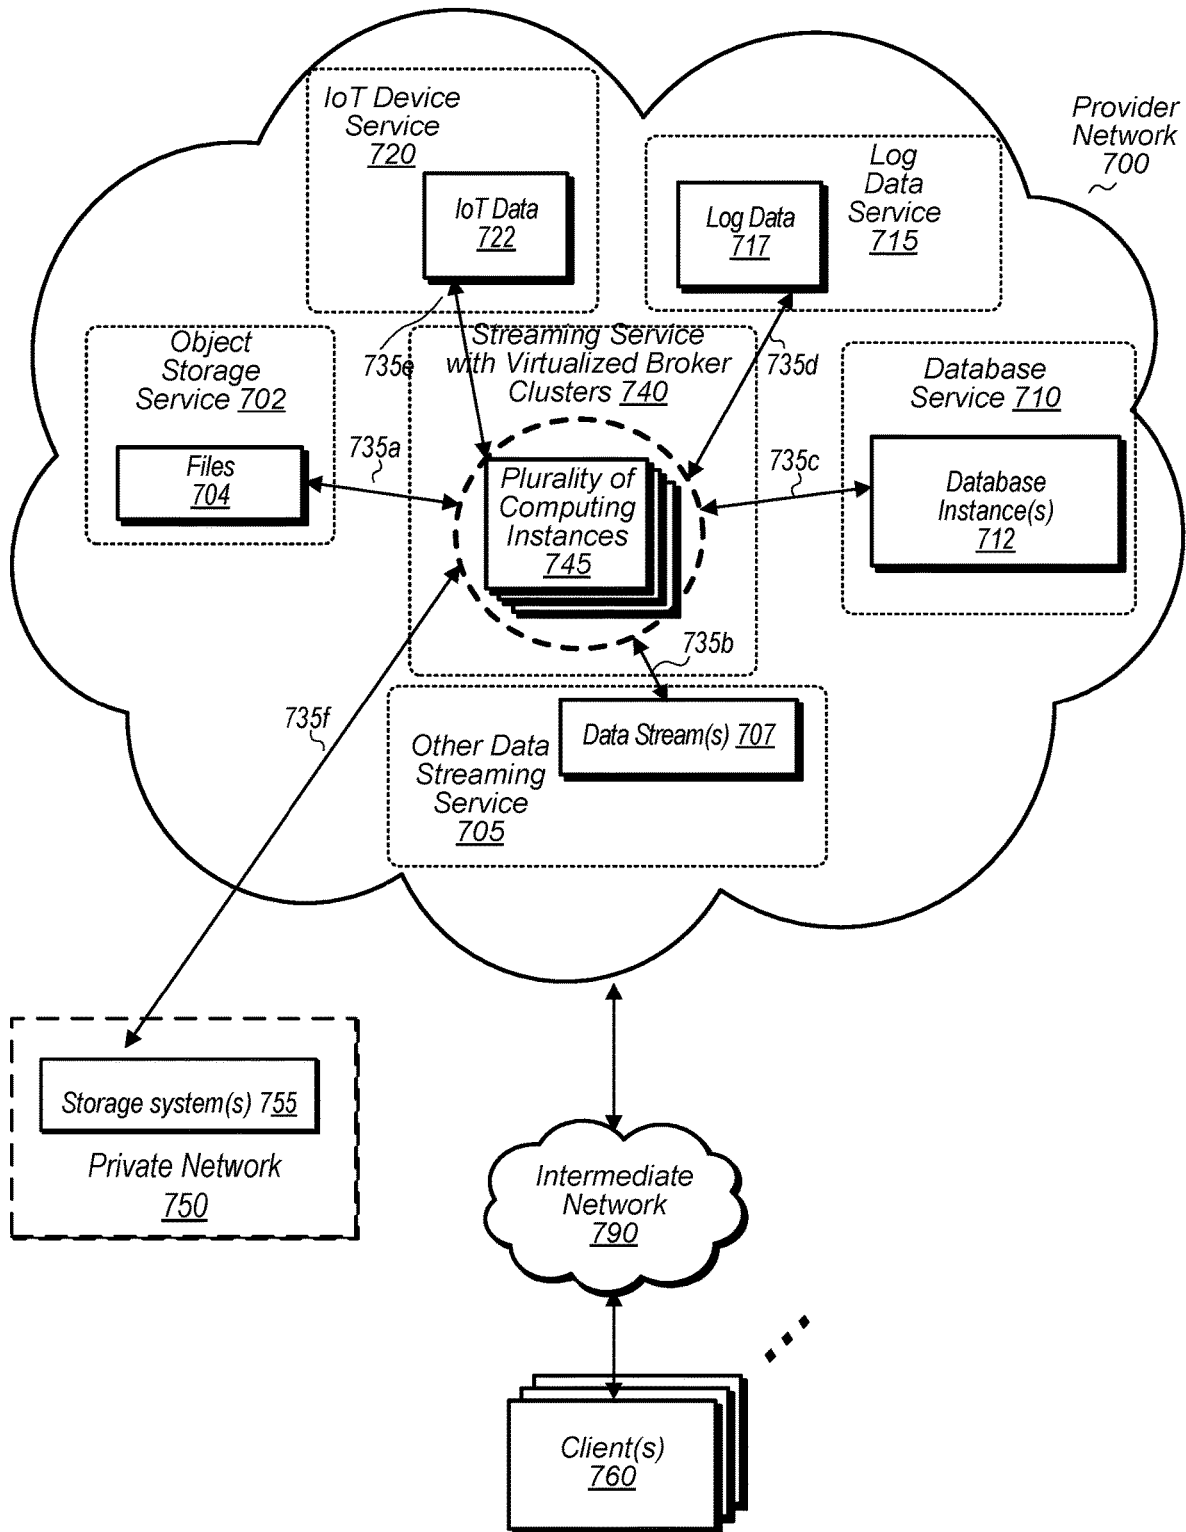 IoT Device
Service
720
IoT Data
722
Provider
Network
700
Log
Data
Service
715
Log Data
717
735e
735d
Object
Storage
Service 702
Files
704
735a
Streaming Service
with Virtualized Broker
Clusters 740
Plurality of
Computing
Instances
745
735c
Database
Service 710
Database
Instance(s)
712
735b
735f
Other Data
Streaming
Service
705
Data Stream(s) 707
Storage system(s) 755
Private Network
750
Intermediate
Network
790
Client(s)
760